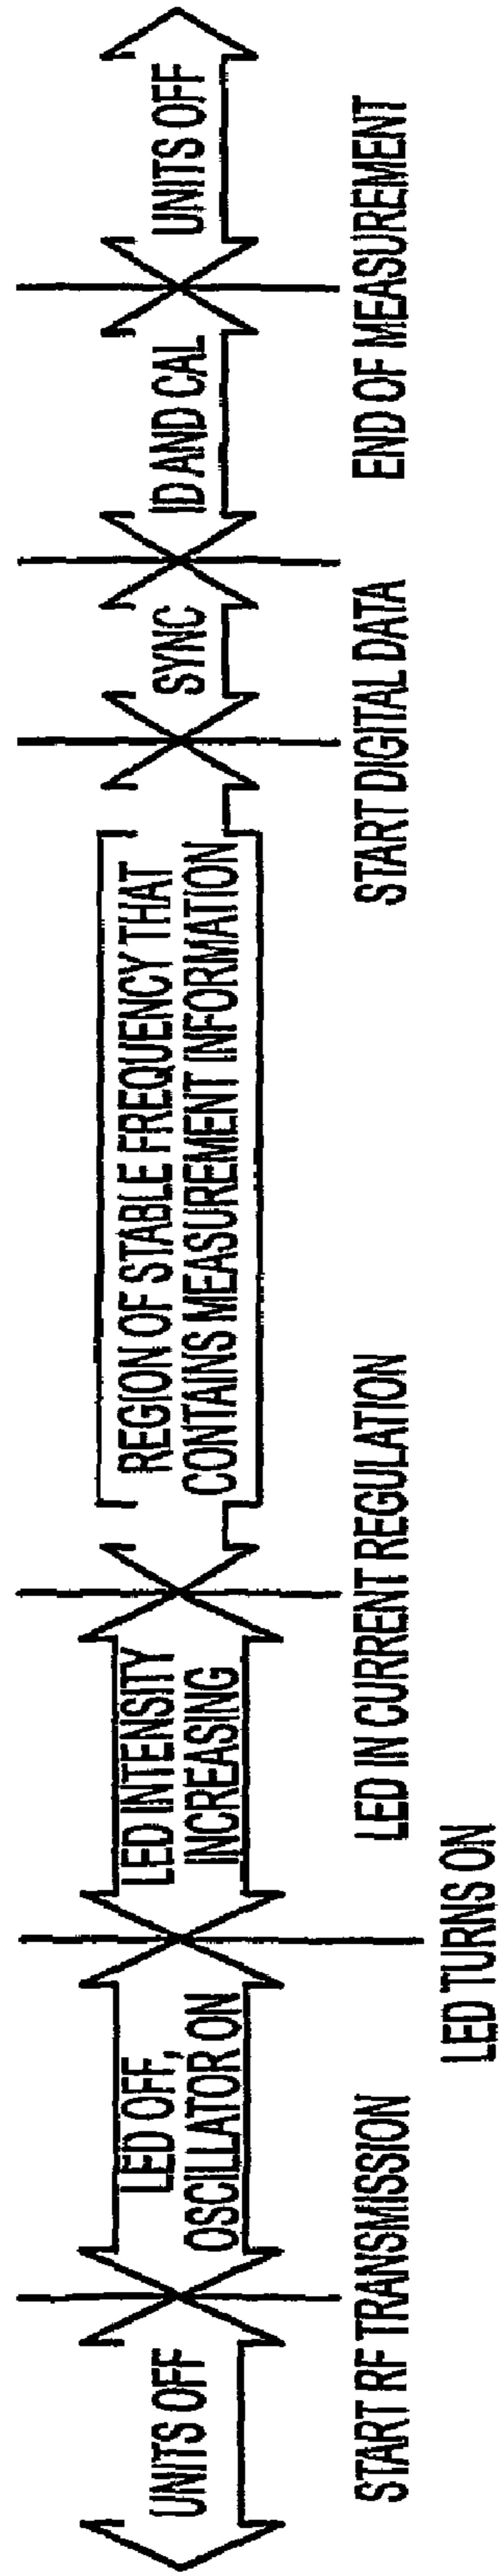 UNITS OFF
LED OFF,
OSCILLATOR ON
LED INTENSITY
INCREASING
REGION OF STABLE FREQUENCY THAT
CONTAINS MEASUREMENT INFORMATION
SYNC
ID AND CAL
UNITS OFF
START RF TRANSMISSION
LED TURNS ON
LED IN CURRENT REGULATION
START DIGITAL DATA
END OF MEASUREMENT